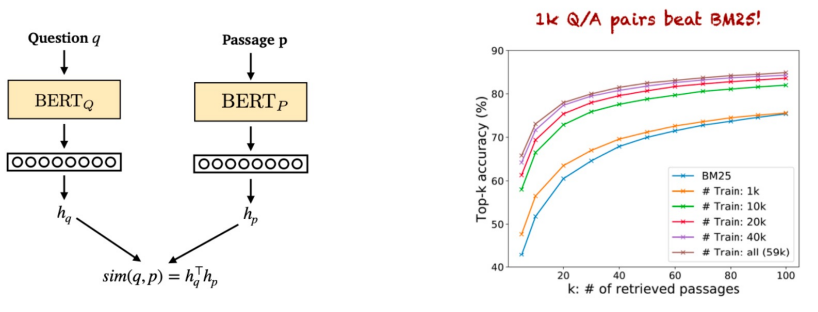 Question q
Passage p
BERT_Q
BERT_P
h_q
h_p
sim(q, p) = h_q^⊤ h_p
1k Q/A pairs beat BM25!
90
80
70
60
50
40
Top-k accuracy (%)
BM25
# Train: 1k
# Train: 10k
# Train: 20k
# Train: 40k
# Train: all (59k)
20
40
60
80
100
k: # of retrieved passages